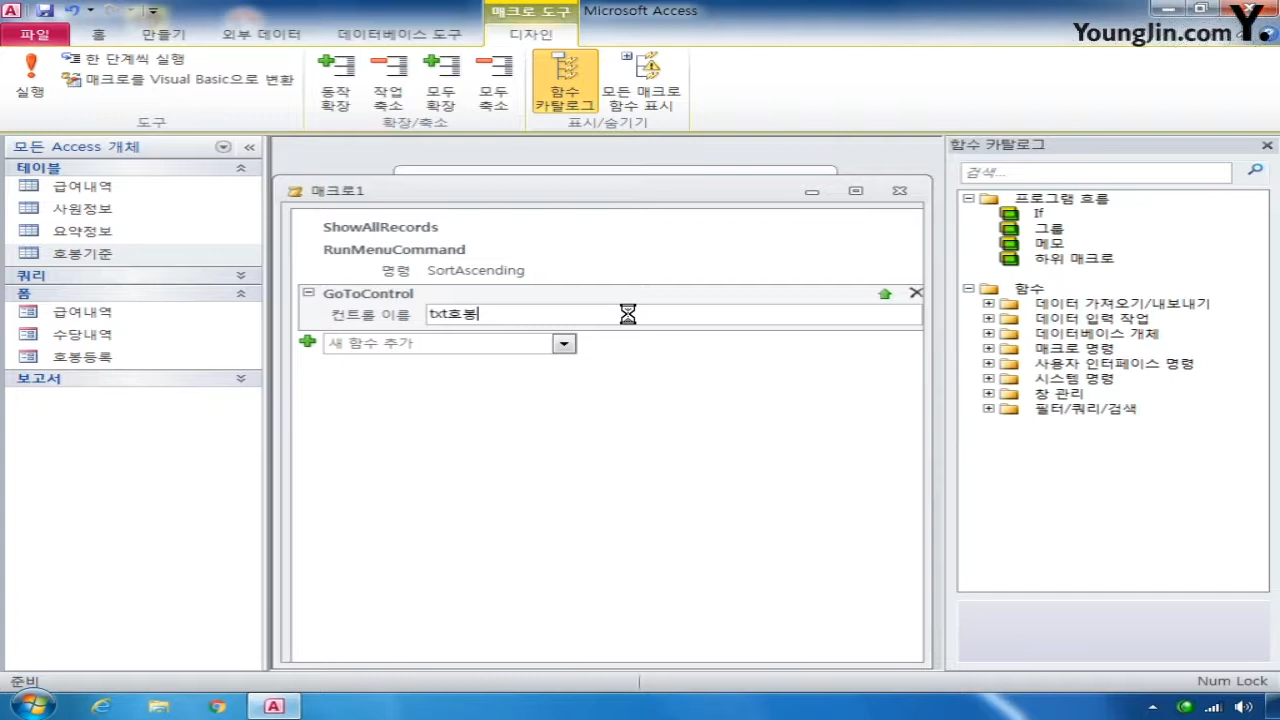 매크로 도구 Microsoft Access
YoungJin.com Y.
파일 홈 만들기 외부 데이터 데이터베이스 도구 디자인
실행
한 단계씩 실행
매크로를 Visual Basic으로 변환
도구
동작 확장
작업 축소
모두 확장
모두 축소
확장/축소
함수 카탈로그
모든 매크로 함수 표시
표시/숨기기
모든 Access 개체
테이블
급여내역
사원정보
요약정보
호봉기준
쿼리
폼
급여내역
수당내역
호봉등록
보고서
매크로1
ShowAllRecords
RunMenuCommand
명령 SortAscending
GoToControl
컨트롤 이름 txt호봉
새 함수 추가
함수 카탈로그
검색...
프로그램 흐름
If
그룹
메모
하위 매크로
함수
데이터 가져오기/내보내기
데이터 입력 작업
데이터베이스 개체
매크로 명령
사용자 인터페이스 명령
시스템 명령
창 관리
필터/쿼리/검색
준비
Num Lock